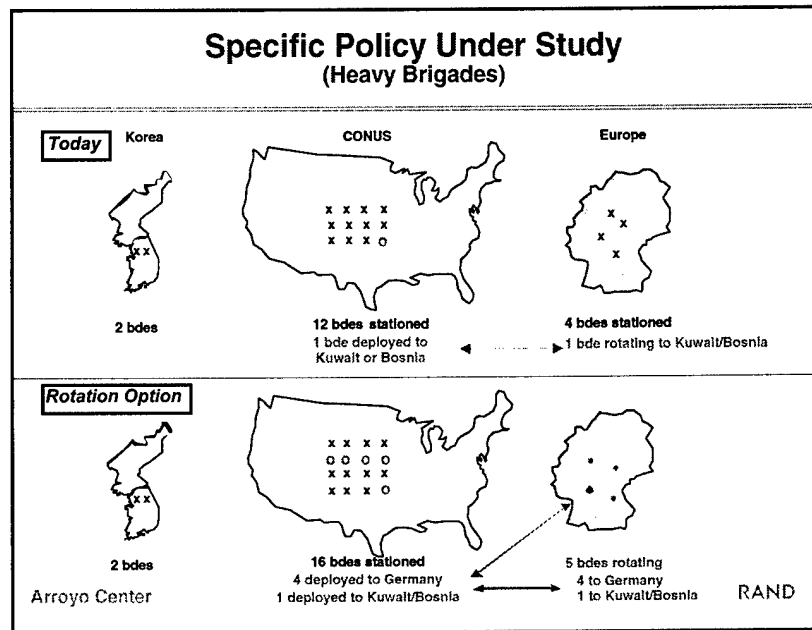 Specific Policy Under Study
(Heavy Brigades)
Today
Korea
CONUS
Europe
x x x x
x x x x
x x x o
x x
x
x
x
x
2 bdes
12 bdes stationed
1 bde deployed to
Kuwait or Bosnia
4 bdes stationed
1 bde rotating to Kuwait/Bosnia
Rotation Option
x x x x
o o o o
x x x x
x x x o
x x
2 bdes
16 bdes stationed
4 deployed to Germany
1 deployed to Kuwait/Bosnia
5 bdes rotating
4 to Germany
1 to Kuwait/Bosnia
Arroyo Center
RAND